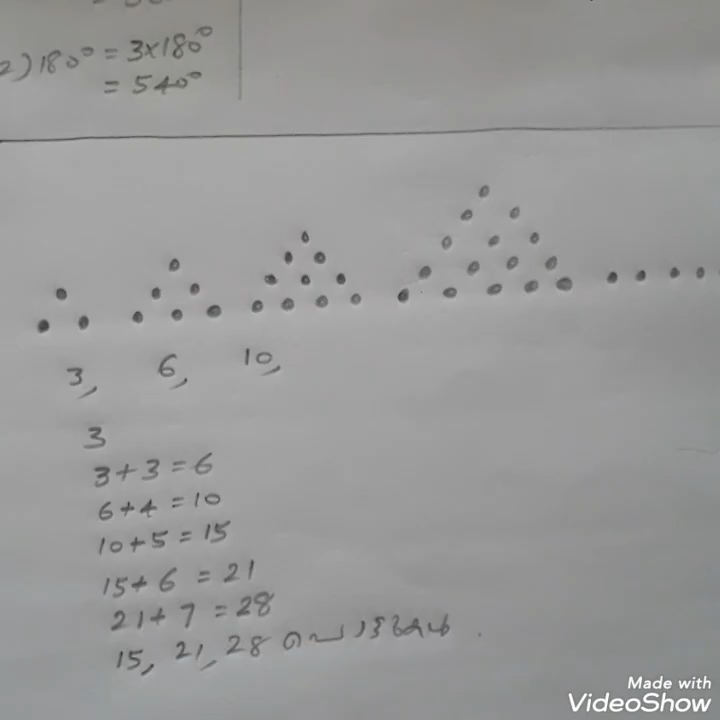 2) 180° = 3×180°
= 540°
3, 6, 10,
3
3+3=6
6+4=10
10+5=15
15+6=21
21+7=28
15, 21, 28
Made with
VideoShow